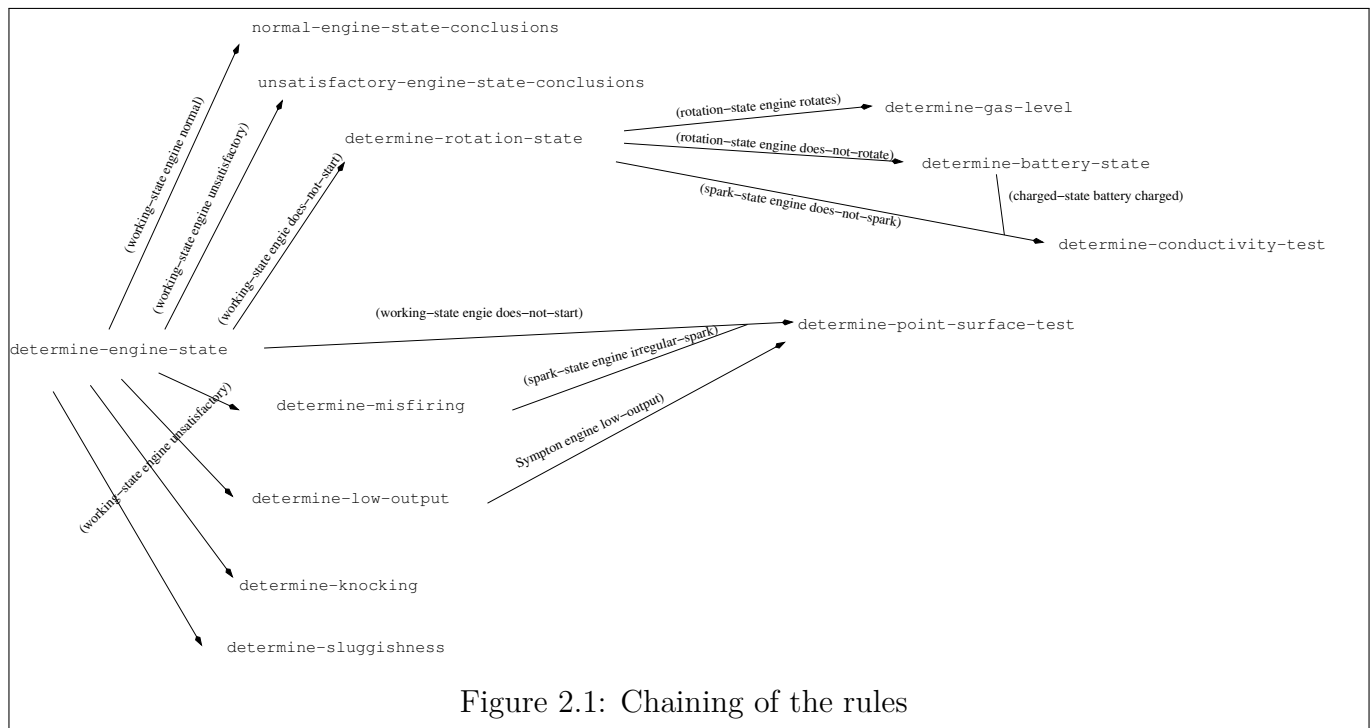 normal-engine-state-conclusions
unsatisfactory-engine-state-conclusions
(rotation-state engine rotates)
determine-gas-level
determine-rotation-state
(rotation-state engine does-not-rotate)
determine-battery-state
(working-state engine normal)
(working-state engine unsatisfactory)
(working-state engie does-not-start)
(spark-state engine does-not-spark)
(charged-state battery charged)
determine-conductivity-test
(working-state engie does-not-start)
determine-point-surface-test
determine-engine-state
(spark-state engine irregular-spark)
determine-misfiring
(working-state engine unsatisfactory)
Sympton engine low-output)
determine-low-output
determine-knocking
determine-sluggishness
Figure 2.1: Chaining of the rules